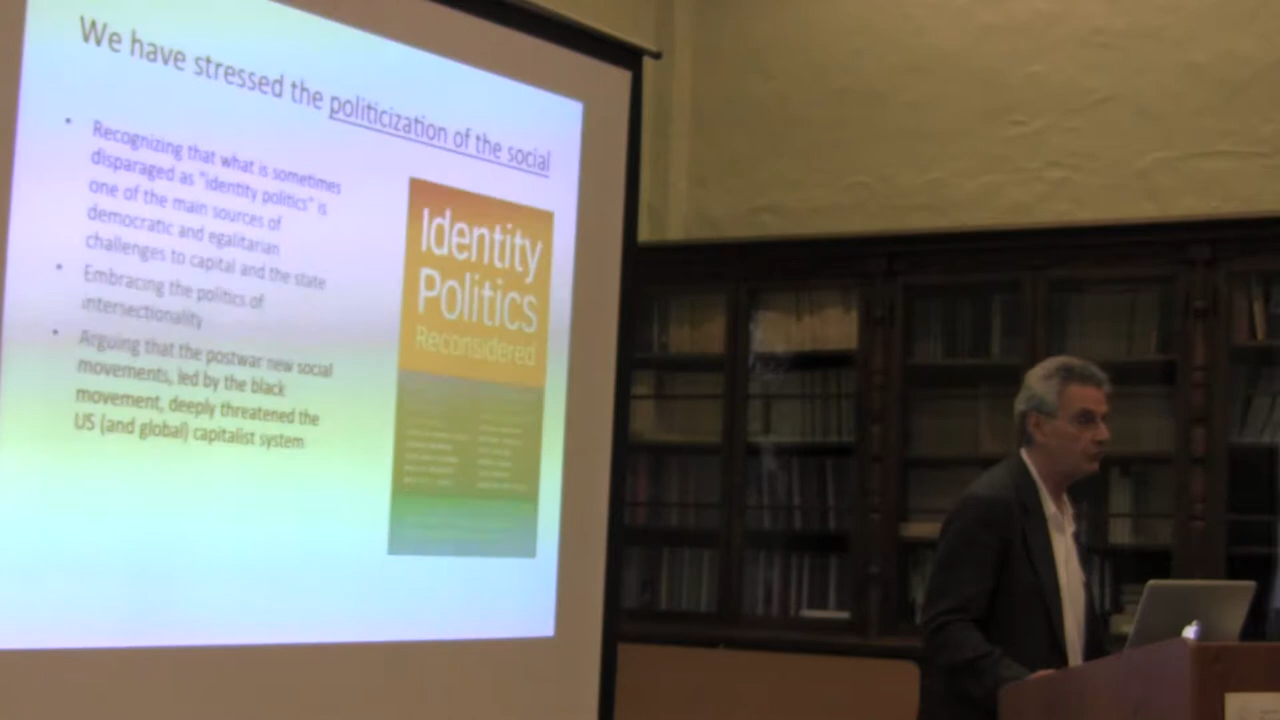 We have stressed the politicization of the social
• Recognizing that what is sometimes
disparaged as "identity politics" is
one of the main sources of
democratic and egalitarian
challenges to capital and the state
• Embracing the politics of
intersectionality
• Arguing that the postwar new social
movements, led by the black
movement, deeply threatened the
US (and global) capitalist system
Identity
Politics
Reconsidered